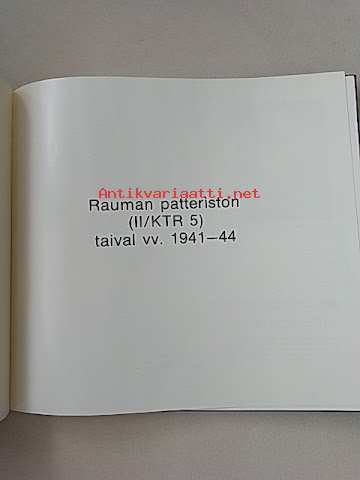 Antikvariaatti.net
Rauman patteriston
(II/KTR 5)
taival vv. 1941—44